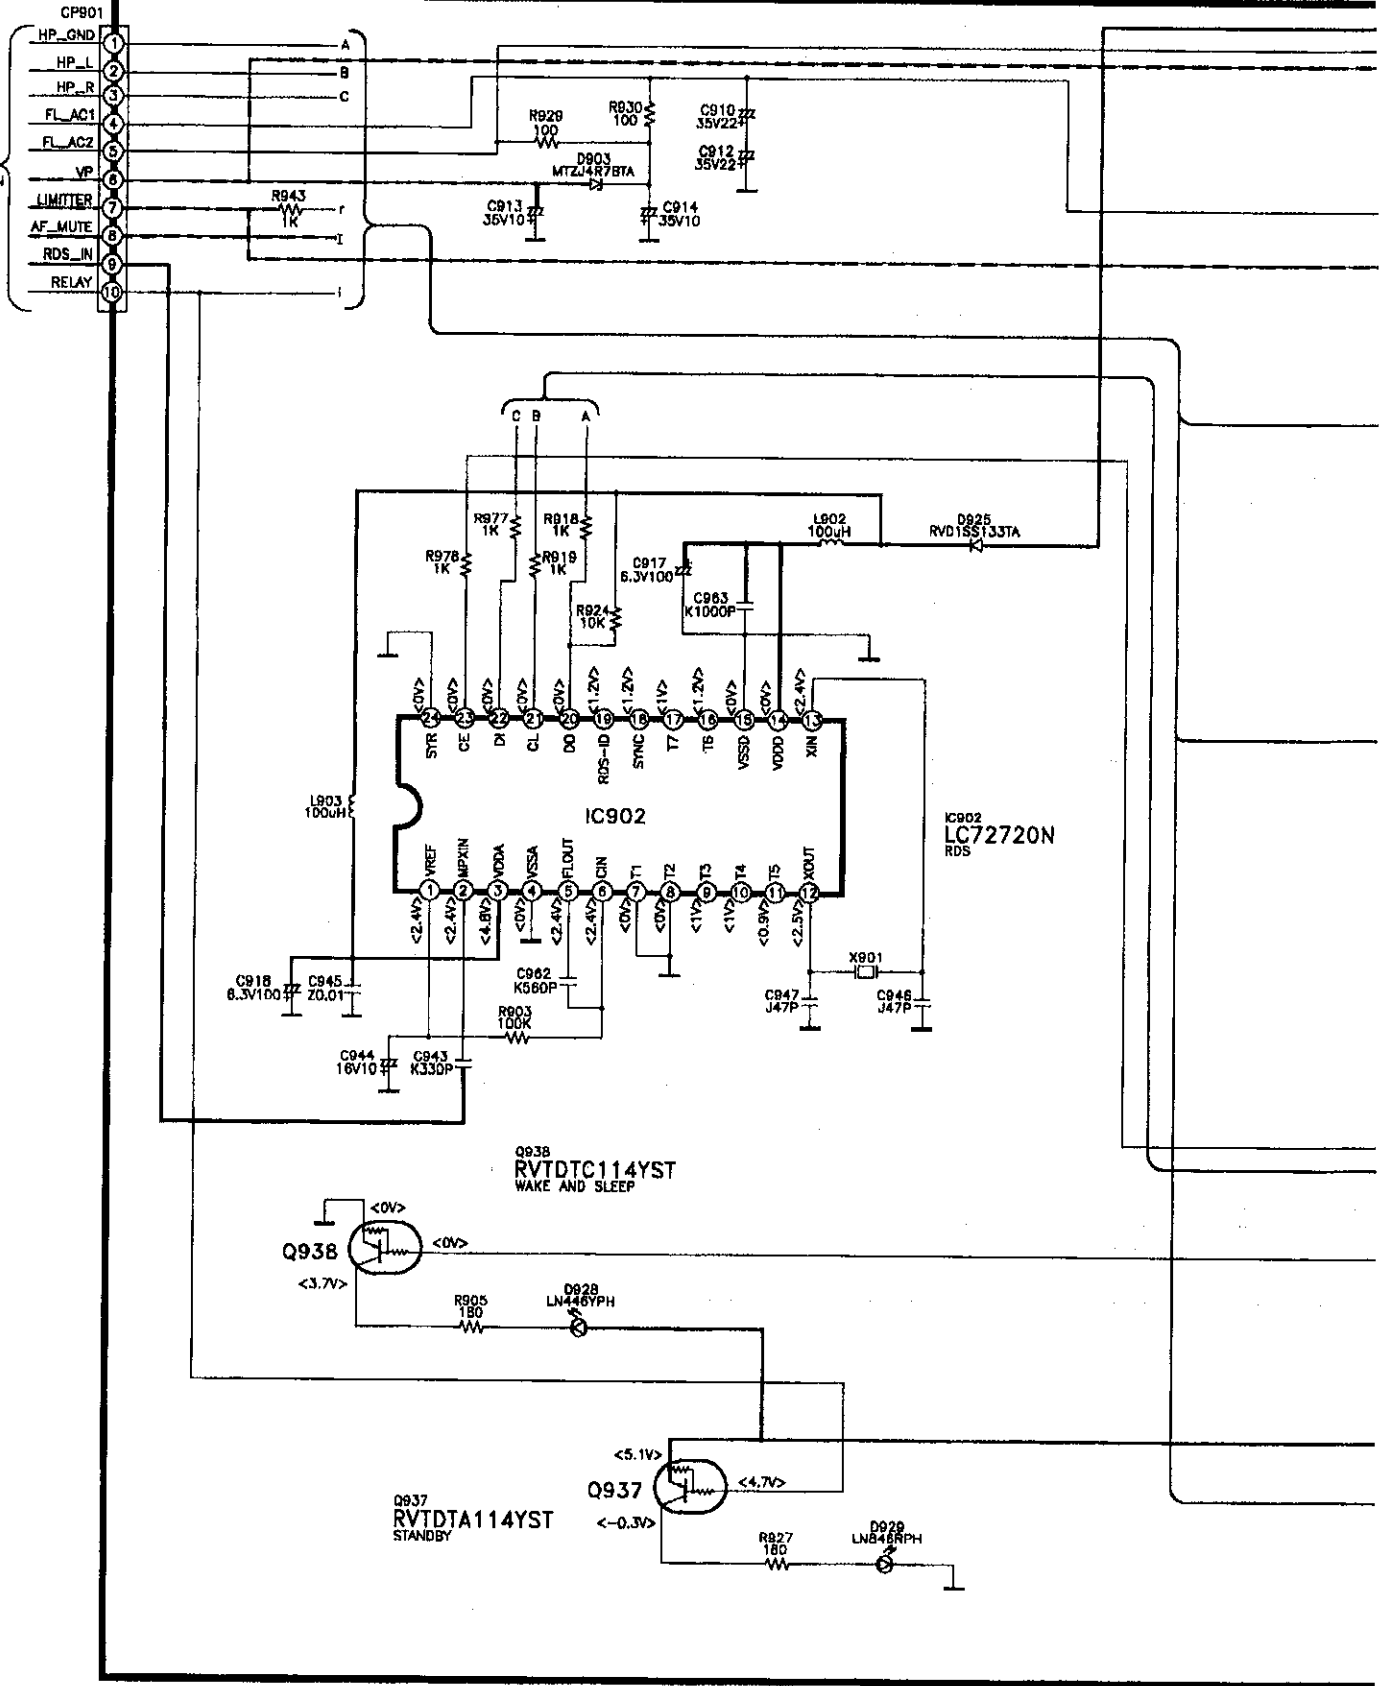 CP901
HP_GND 1 A
HP_L 2 B
HP_R 3 C
FL_AC1 4
FL_AC2 5
VP 6
LIMITTER 7 r
AF_MUTE 8 I
RDS_IN 9
RELAY 10 i
R943
1K
R929
100
R930
100
C910
35V22
C912
35V22
D903
MTZJ4R7BTA
C913
35V10
C914
35V10
C B A
R977
1K
R918
1K
R978
1K
R919
1K
R924
10K
L902
100uH
D925
RVD1SS133TA
C917
6.3V100
C963
K1000P
<0V> <0V> <0V> <0V> <0V> <1.2V> <1.2V> <1V> <1.2V> <0V> <0V> <2.4V>
24 23 22 21 20 19 18 17 16 15 14 13
SYR CE DI CL DO RDS-ID SYNC T7 T6 VSSD VDDD XIN
L903
100uH
IC902
IC902
LC72720N
RDS
VREF MPXIN VDDA VSSA FLOUT CIN T1 T2 T3 T4 T5 XOUT
1 2 3 4 5 6 7 8 9 10 11 12
<2.4V> <2.4V> <4.8V> <0V> <2.4V> <2.4V> <0V> <0V> <1V> <1V> <0.9V> <2.5V>
C918
6.3V100
C945
Z0.01
C962
K560P
X901
C947
J47P
C946
J47P
R903
100K
C944
16V10
C943
K330P
Q938
RVTDTC114YST
WAKE AND SLEEP
<0V>
Q938
<0V>
<3.7V>
R905
180
D928
LN446YPH
<5.1V>
Q937
<4.7V>
Q937
RVTDTA114YST
STANDBY
<-0.3V>
R927
180
D929
LN846RPH